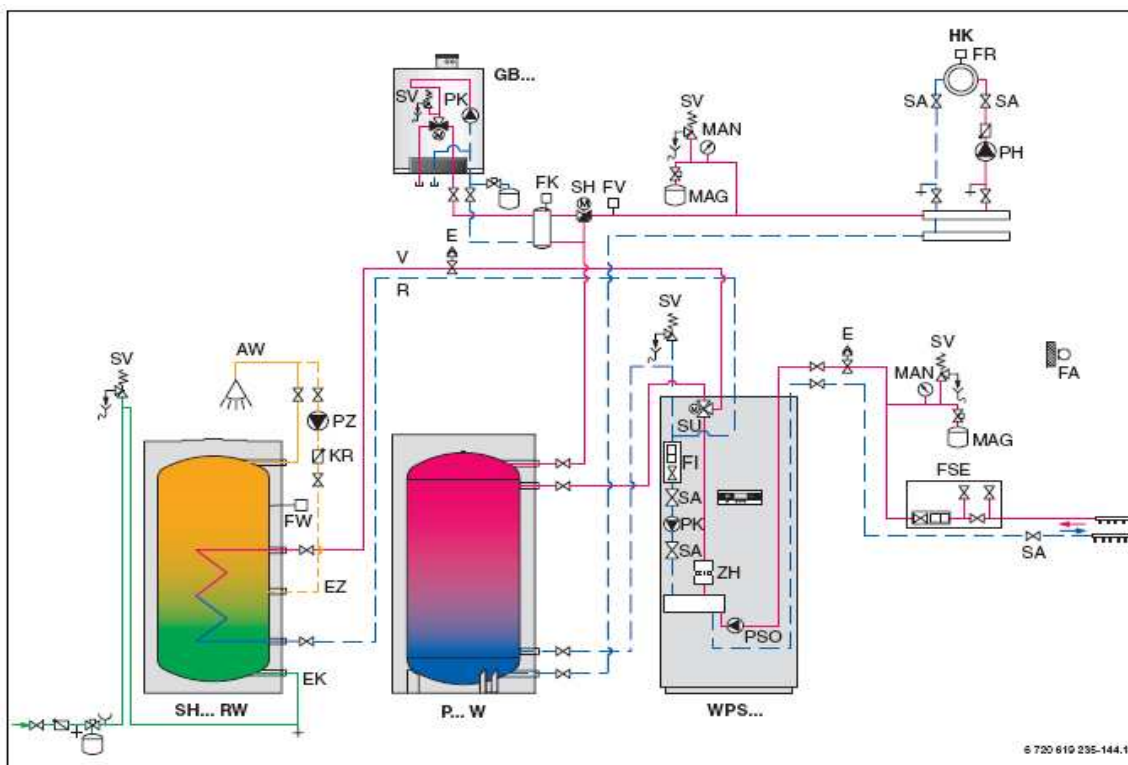 HK
FR
GB...
SV
PK
SA
SA
SV
MAN
PH
M
FK
SH
FV
MAG
M
E
V
R
SV
E
SV
AW
SV
MAN
FA
M
SU
PZ
MAG
FI
KR
FSE
SA
FW
PK
SA
SA
ZH
EZ
PSO
EK
SH... RW
P... W
WPS...
6 720 619 235-144.1